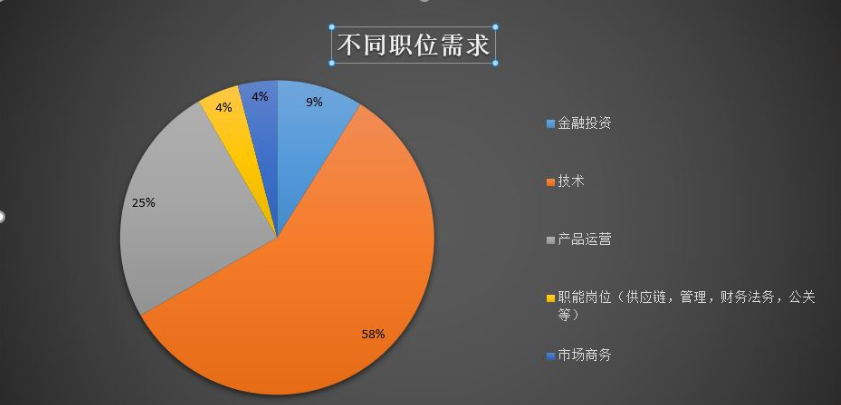 不同职位需求
4%
4%
9%
金融投资
技术
25%
产品运营
职能岗位（供应链，管理，财务法务，公关
等）
58%
市场商务